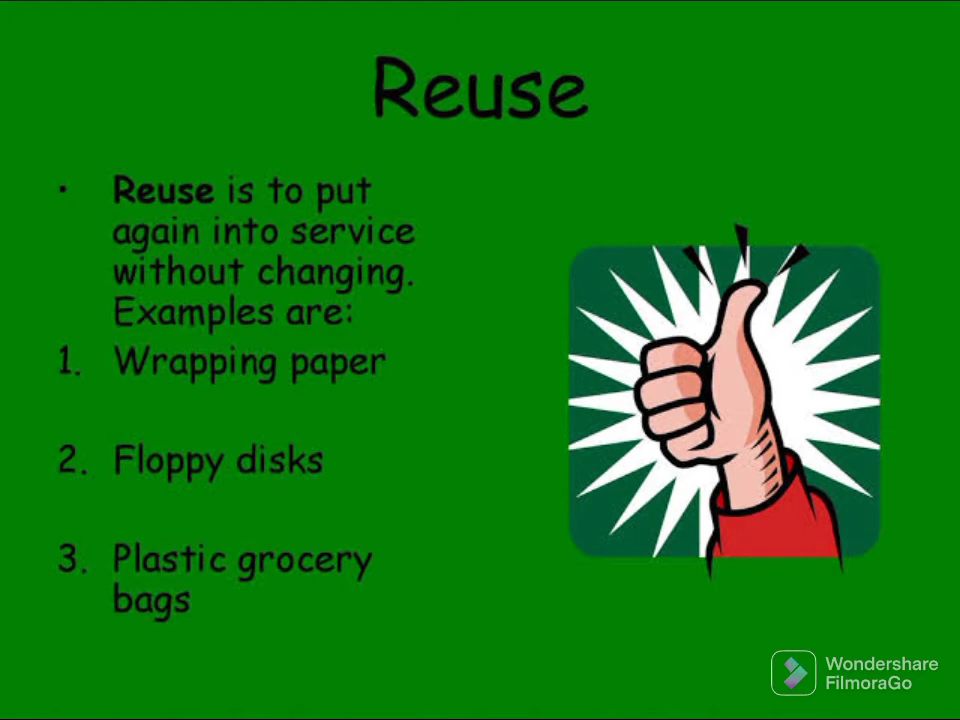 Reuse
• Reuse is to put
again into service
without changing.
Examples are:
1. Wrapping paper
2. Floppy disks
3. Plastic grocery
bags
Wondershare
FilmoraGo